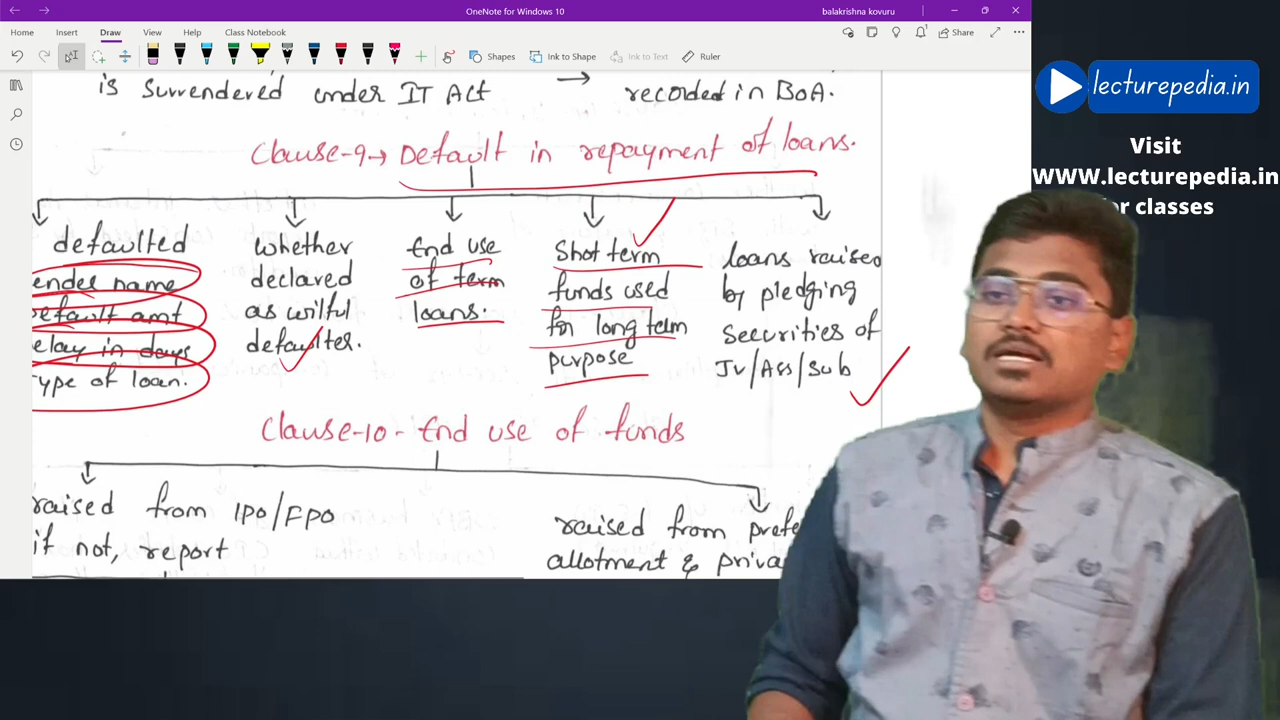 OneNote for Windows 10
balakrishna kovuru
Home
Insert
Draw
View
Help
Class Notebook
Share
Shapes
Ink to Shape
Ink to Text
Ruler
is Surrendered under IT Act → recorded in BoA.
Clause-9→ Default in repayment of loans.
defaulted
ender name
efault amt
elay in days
ype of loan.
whether
declared
as wilful
defaulter.
End use
of term
loans.
Shot term
funds used
for long term
purpose
loans raised
by pledging
Securities of
JV/Ass/Sub
Clause-10 - End use of funds
raised from IPO/FPO
if not, report
raised from prefe
allotment & priva
lecturepedia.in
Visit
WWW.lecturepedia.in
or classes